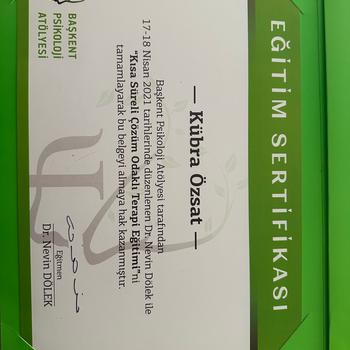 EĞİTİM SERTİFİKASI
— Kübra Özsat —
Başkent Psikoloji Atölyesi tarafından
17-18 Nisan 2021 tarihlerinde düzenlenen Dr. Nevin Dölek ile
"Kısa Süreli Çözüm Odaklı Terapi Eğitimi"ni
tamamlayarak bu belgeyi almaya hak kazanmıştır.
BAŞKENT
PSİKOLOJİ
ATÖLYESİ
Eğitmen
Dr. Nevin DÖLEK